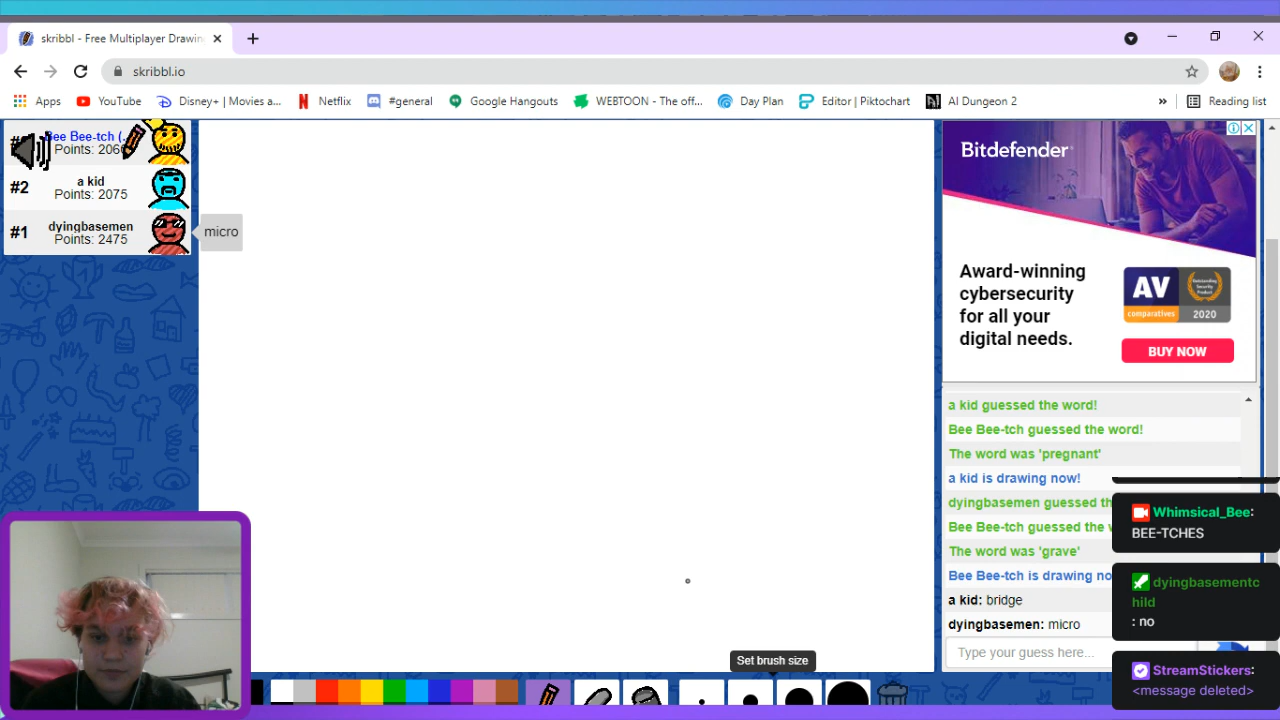 skribbl - Free Multiplayer Drawin
skribbl.io
Apps YouTube Disney+ | Movies a... Netflix #general Google Hangouts WEBTOON - The off... Day Plan Editor | Piktochart AI Dungeon 2 » Reading list
Bee Bee-tch (.
Points: 206
#2 a kid
Points: 2075
#1 dyingbasemen
Points: 2475
micro
Bitdefender
Award-winning
cybersecurity
for all your
digital needs.
AV
comparatives
2020
BUY NOW
a kid guessed the word!
Bee Bee-tch guessed the word!
The word was 'pregnant'
a kid is drawing now!
dyingbasemen guessed th
Bee Bee-tch guessed the
The word was 'grave'
Bee Bee-tch is drawing no
a kid: bridge
dyingbasemen: micro
Type your guess here...
Whimsical_Bee:
BEE-TCHES
dyingbasementc
hild
: no
StreamStickers:
<message deleted>
Set brush size